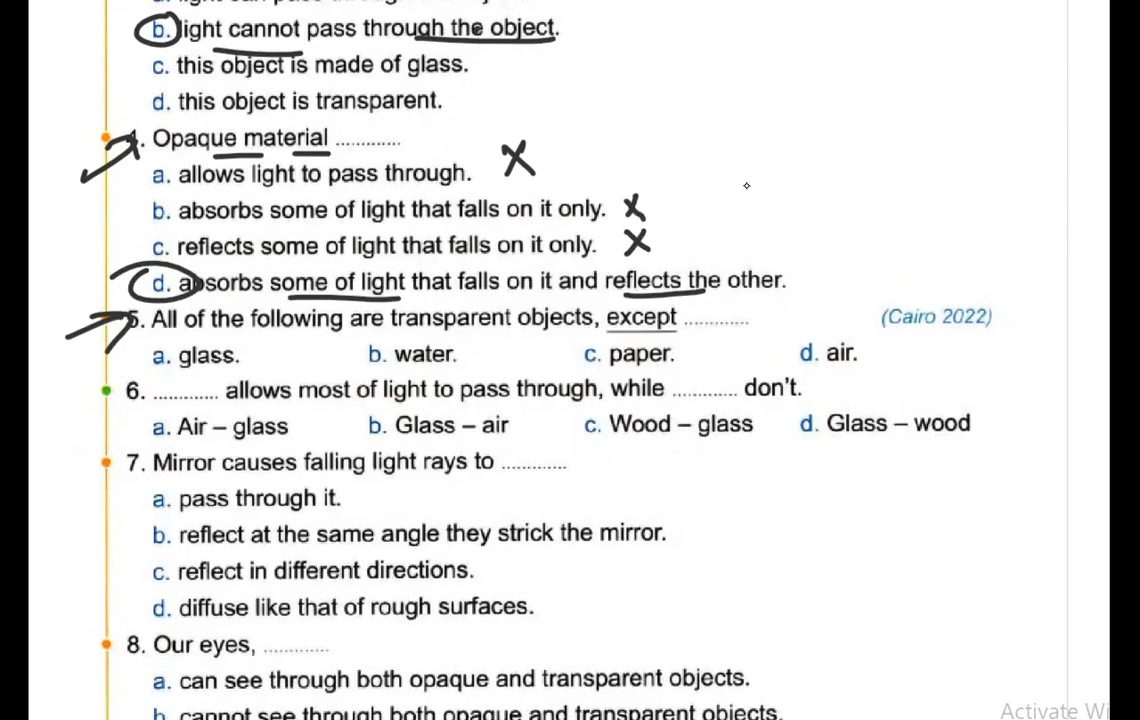 b. light cannot pass through the object.
c. this object is made of glass.
d. this object is transparent.
4. Opaque material .............
a. allows light to pass through.
b. absorbs some of light that falls on it only.
c. reflects some of light that falls on it only.
d. absorbs some of light that falls on it and reflects the other.
5. All of the following are transparent objects, except ............. (Cairo 2022)
a. glass. b. water. c. paper. d. air.
6. ............. allows most of light to pass through, while ............. don't.
a. Air – glass b. Glass – air c. Wood – glass d. Glass – wood
7. Mirror causes falling light rays to .............
a. pass through it.
b. reflect at the same angle they strick the mirror.
c. reflect in different directions.
d. diffuse like that of rough surfaces.
8. Our eyes, .............
a. can see through both opaque and transparent objects.
b. cannot see through both opaque and transparent objects.
Activate Wi